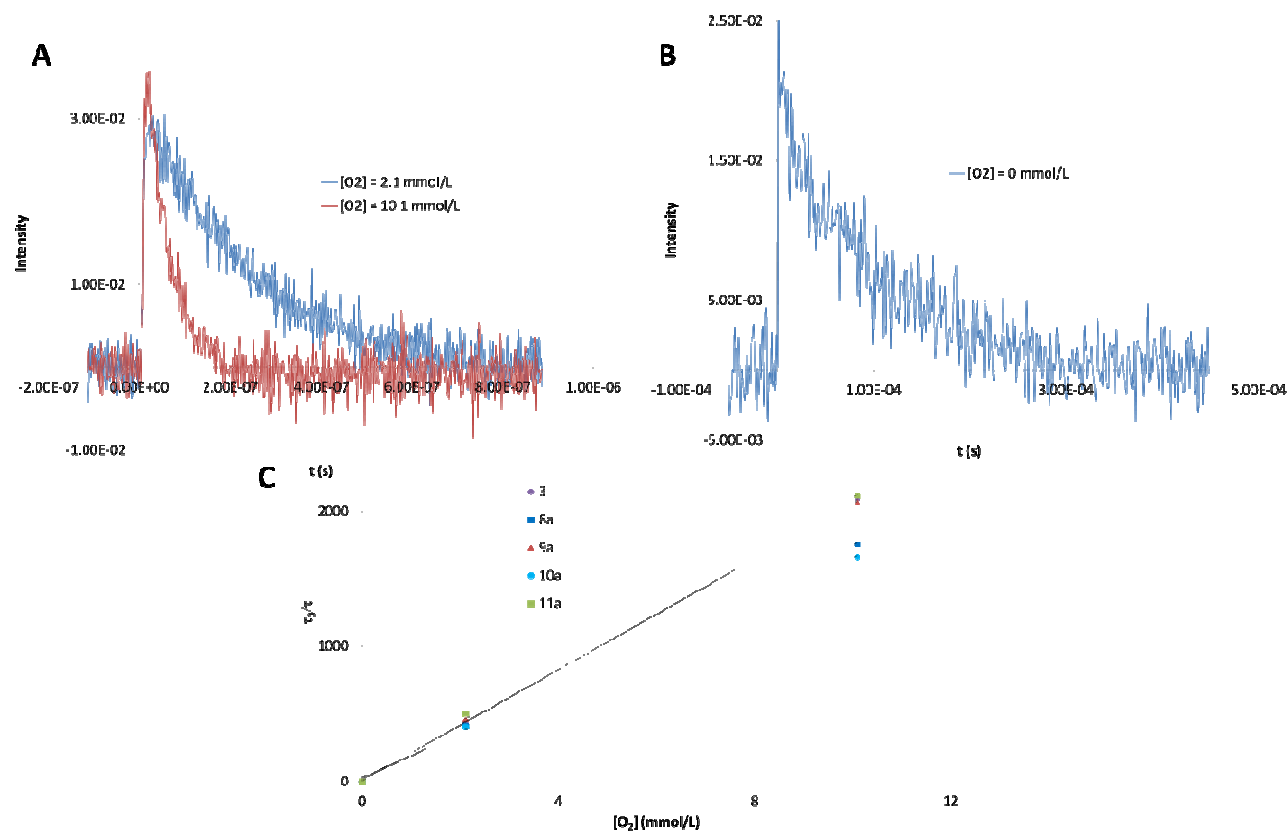 A
3.00E-02
[O2] = 2.1 mmol/L
[O2] = 10.1 mmol/L
Intensity
1.00E-02
-2.00E-07 0.00E+00 2.00E-07 4.00E-07 6.00E-07 8.00E-07 1.00E-06
-1.00E-02
t (s)
B
2.50E-02
1.50E-02
[O2] = 0 mmol/L
Intensity
5.00E-03
-1.00E-04 1.00E-04 3.00E-04 5.00E-04
-5.00E-03
t (s)
C
3
8a
9a
10a
11a
2000
τ₀/τ
1000
0
0 4 8 12
[O₂] (mmol/L)